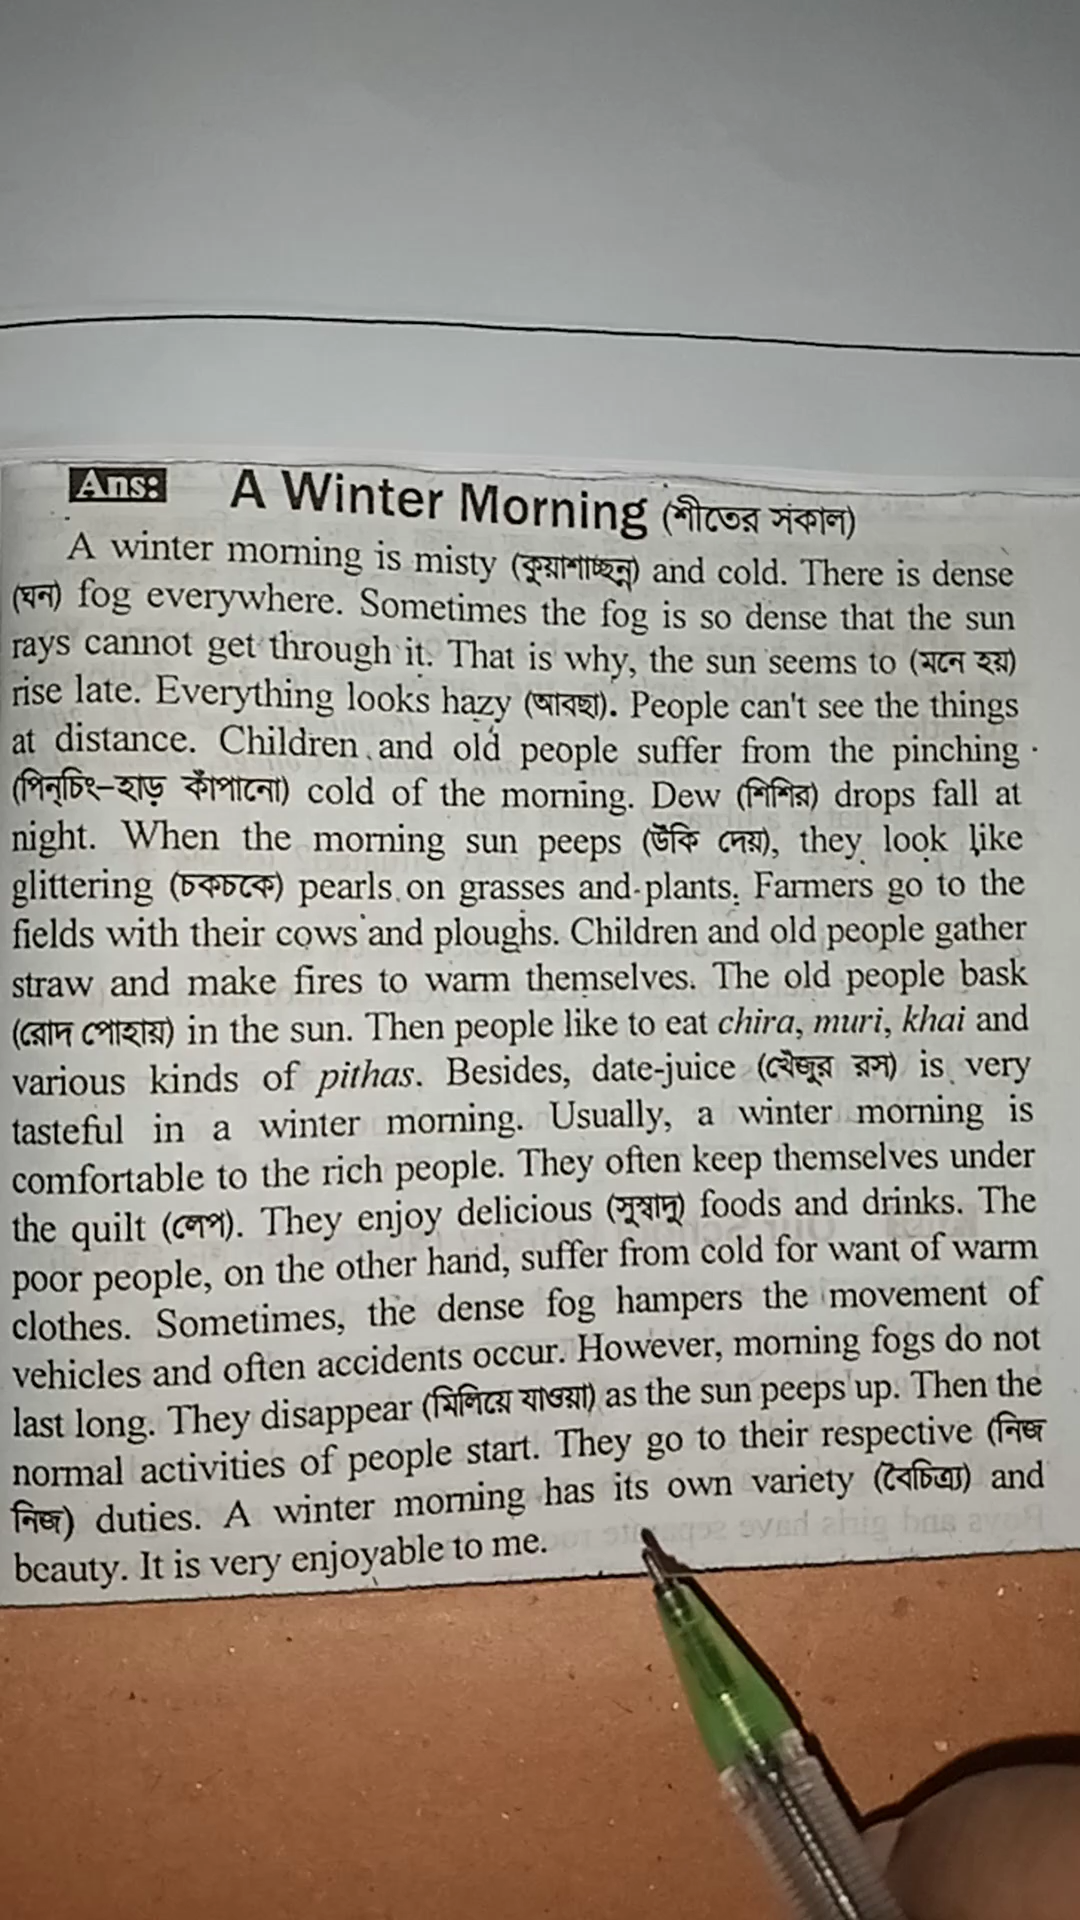 Ans: A Winter Morning (শীতের সকাল)
A winter morning is misty (কুয়াশাচ্ছন্ন) and cold. There is dense
(ঘন) fog everywhere. Sometimes the fog is so dense that the sun
rays cannot get through it. That is why, the sun seems to (মনে হয়)
rise late. Everything looks hazy (আবছা). People can't see the things
at distance. Children and old people suffer from the pinching
(পিন্‌চিং–হাড় কাঁপানো) cold of the morning. Dew (শিশির) drops fall at
night. When the morning sun peeps (উঁকি দেয়), they look like
glittering (চকচকে) pearls on grasses and plants. Farmers go to the
fields with their cows and ploughs. Children and old people gather
straw and make fires to warm themselves. The old people bask
(রোদ পোহায়) in the sun. Then people like to eat chira, muri, khai and
various kinds of pithas. Besides, date-juice (খেঁজুর রস) is very
tasteful in a winter morning. Usually, a winter morning is
comfortable to the rich people. They often keep themselves under
the quilt (লেপ). They enjoy delicious (সুস্বাদু) foods and drinks. The
poor people, on the other hand, suffer from cold for want of warm
clothes. Sometimes, the dense fog hampers the movement of
vehicles and often accidents occur. However, morning fogs do not
last long. They disappear (মিলিয়ে যাওয়া) as the sun peeps up. Then the
normal activities of people start. They go to their respective (নিজ
নিজ) duties. A winter morning has its own variety (বৈচিত্র্য) and
beauty. It is very enjoyable to me.